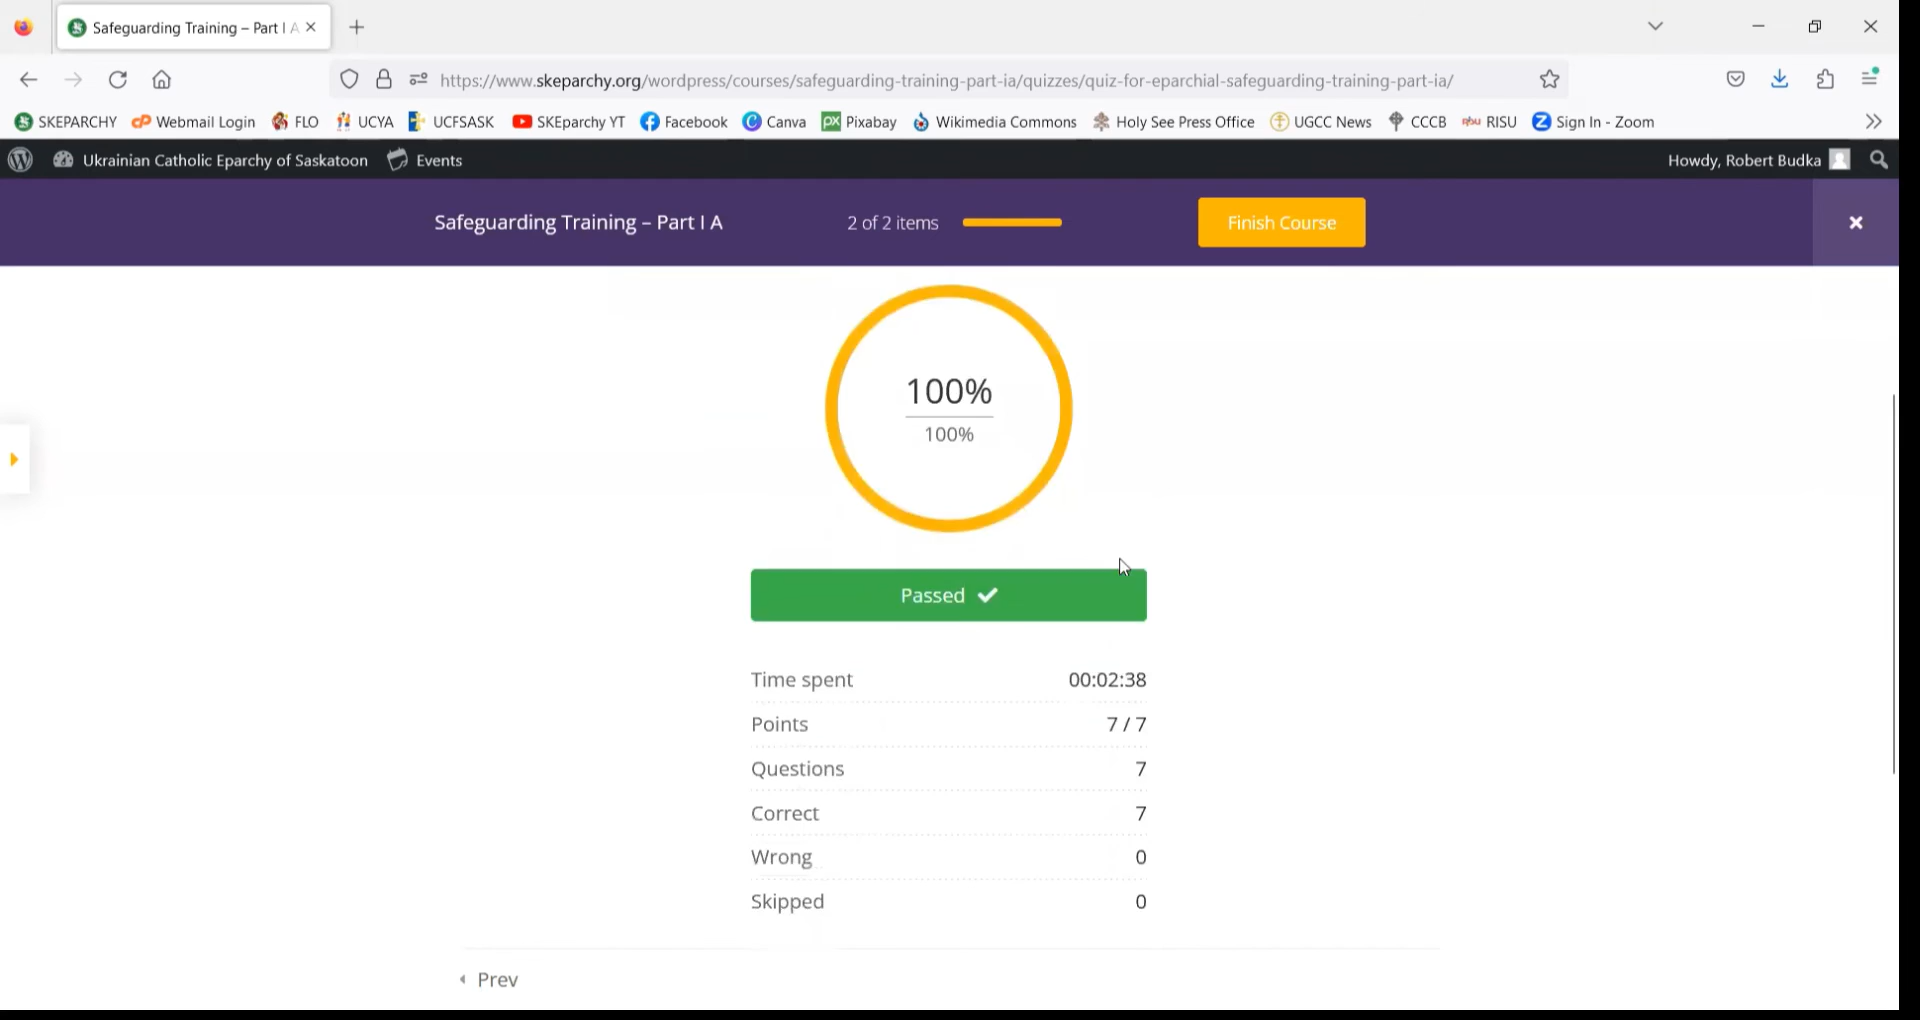 Safeguarding Training – Part I A
https://www.skeparchy.org/wordpress/courses/safeguarding-training-part-ia/quizzes/quiz-for-eparchial-safeguarding-training-part-ia/
SKEPARCHY Webmail Login FLO UCYA UCFSASK SKEparchy YT Facebook Canva Pixabay Wikimedia Commons Holy See Press Office UGCC News CCCB RISU Sign In - Zoom
Ukrainian Catholic Eparchy of Saskatoon Events Howdy, Robert Budka
Safeguarding Training – Part I A 2 of 2 items Finish Course
100%
100%
Passed
Time spent 00:02:38
Points 7 / 7
Questions 7
Correct 7
Wrong 0
Skipped 0
Prev